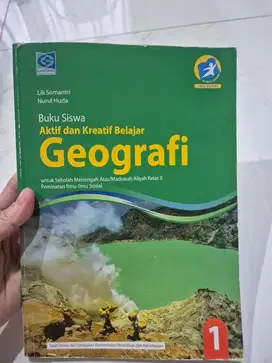 Lili Somantri
Nurul Huda
Buku Siswa
Aktif dan Kreatif Belajar
Geografi
untuk Sekolah Menengah Atas/Madrasah Aliyah Kelas X
Peminatan Ilmu-Ilmu Sosial
1